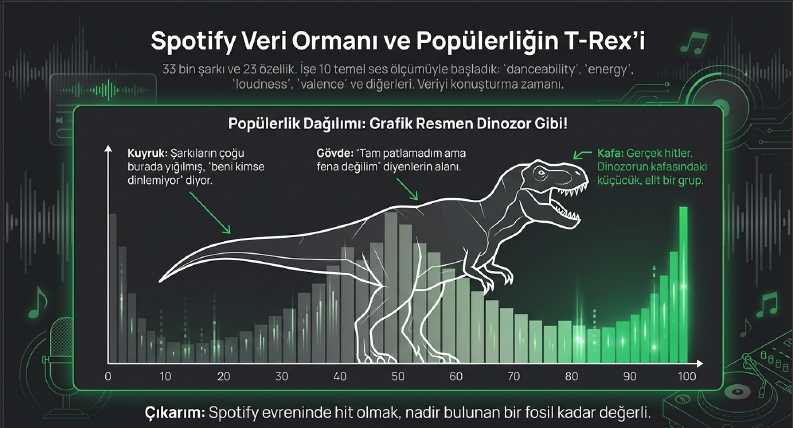 Spotify Veri Ormanı ve Popülerliğin T-Rex'i
33 bin şarkı ve 23 özellik. İşe 10 temel ses ölçümüyle başladık: 'danceability', 'energy',
'loudness', 'valence' ve diğerleri. Veriyi konuşturma zamanı.
Popülerlik Dağılımı: Grafik Resmen Dinozor Gibi!
Kuyruk: Şarkıların çoğu
burada yığılmış, 'beni kimse
dinlemiyor' diyor.
Gövde: 'Tam patlamadım ama
fena değilim' diyenlerin alanı.
Kafa: Gerçek hitler.
Dinozorun kafasındaki
küçücük, elit bir grup.
0 10 20 30 40 50 60 70 80 90 100
Çıkarım: Spotify evreninde hit olmak, nadir bulunan bir fosil kadar değerli.